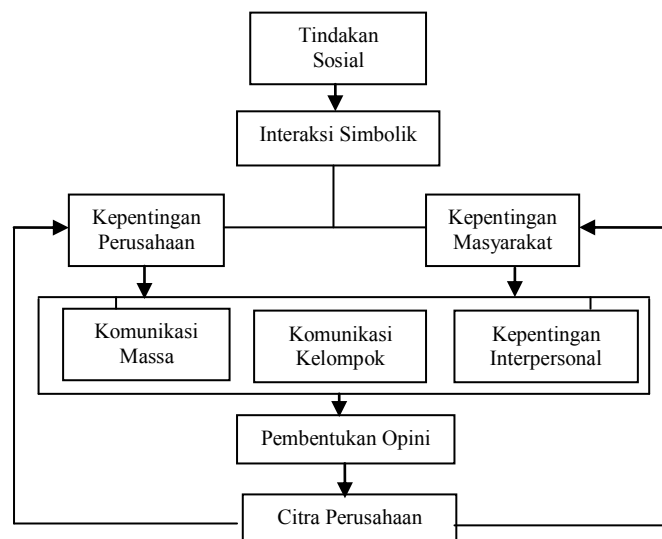 Tindakan
Sosial
Interaksi Simbolik
Kepentingan
Perusahaan
Kepentingan
Masyarakat
Komunikasi
Massa
Komunikasi
Kelompok
Kepentingan
Interpersonal
Pembentukan Opini
Citra Perusahaan